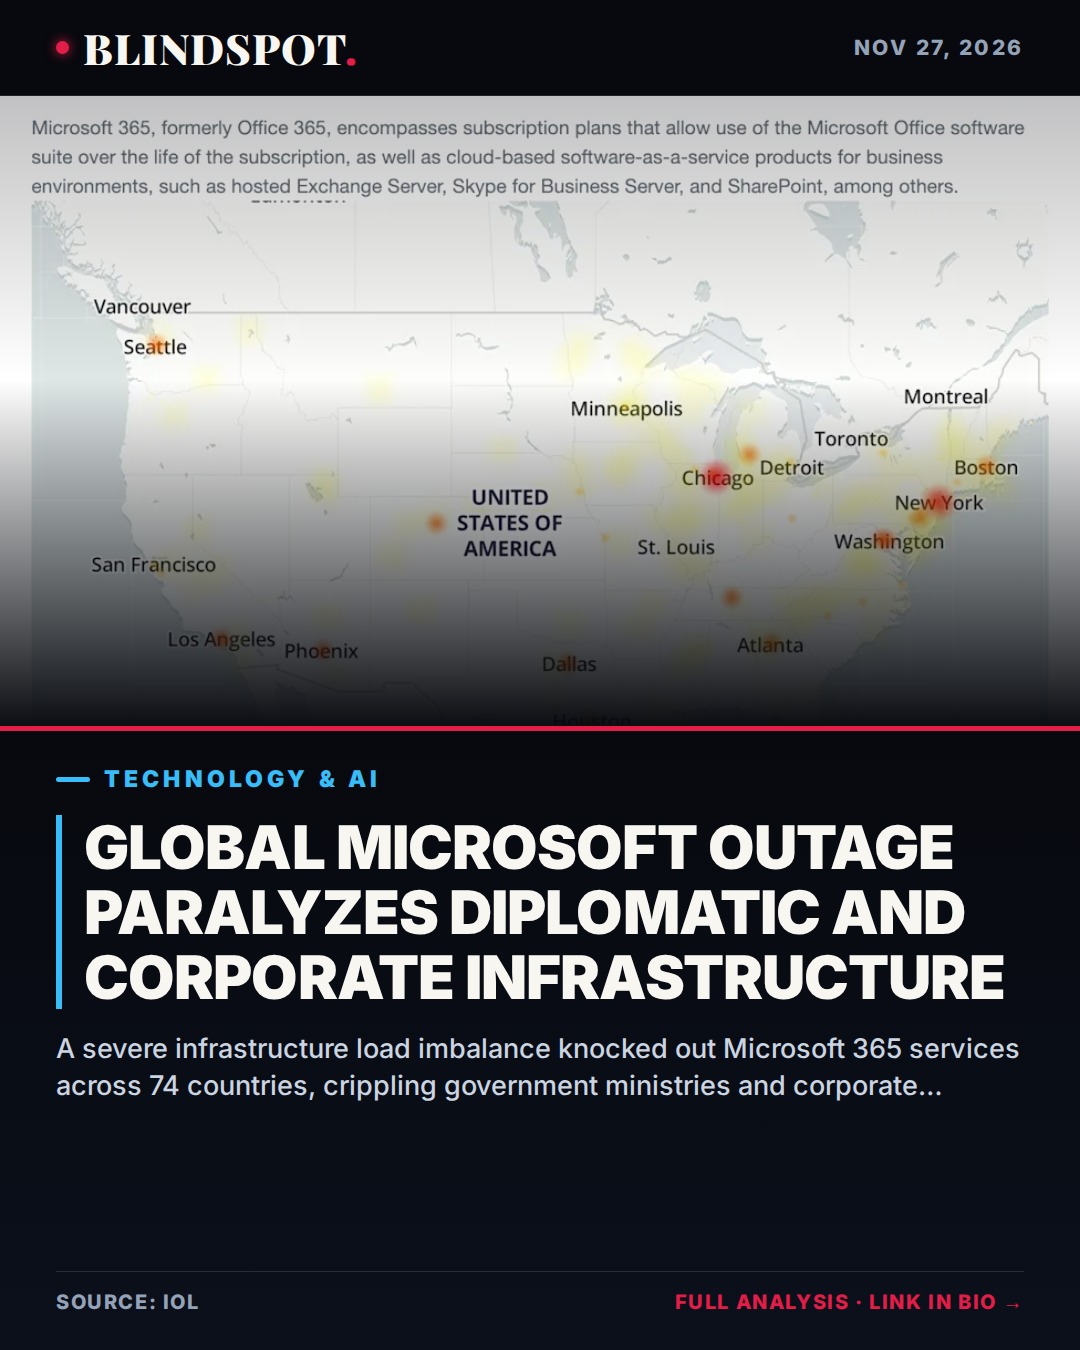 BLINDSPOT.
NOV 27, 2026
Microsoft 365, formerly Office 365, encompasses subscription plans that allow use of the Microsoft Office software
suite over the life of the subscription, as well as cloud-based software-as-a-service products for business
environments, such as hosted Exchange Server, Skype for Business Server, and SharePoint, among others.
Edmonton
Vancouver
Seattle
Minneapolis
Montreal
Toronto
Chicago
Detroit
Boston
New York
UNITED
STATES OF
AMERICA
St. Louis
Washington
San Francisco
Los Angeles
Phoenix
Dallas
Atlanta
Houston
TECHNOLOGY & AI
GLOBAL MICROSOFT OUTAGE
PARALYZES DIPLOMATIC AND
CORPORATE INFRASTRUCTURE
A severe infrastructure load imbalance knocked out Microsoft 365 services
across 74 countries, crippling government ministries and corporate...
SOURCE: IOL
FULL ANALYSIS · LINK IN BIO →